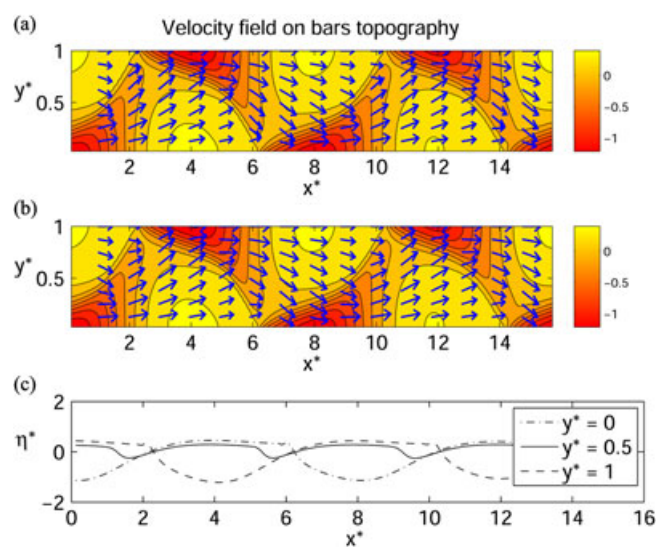 (a)
Velocity field on bars topography
1
y*
0.5
0
−0.5
−1
2 4 6 8 10 12 14
x*
(b)
1
y*
0.5
0
−0.5
−1
2 4 6 8 10 12 14
x*
(c)
2
η*
0
−2
y* = 0
y* = 0.5
y* = 1
0 2 4 6 8 10 12 14 16
x*